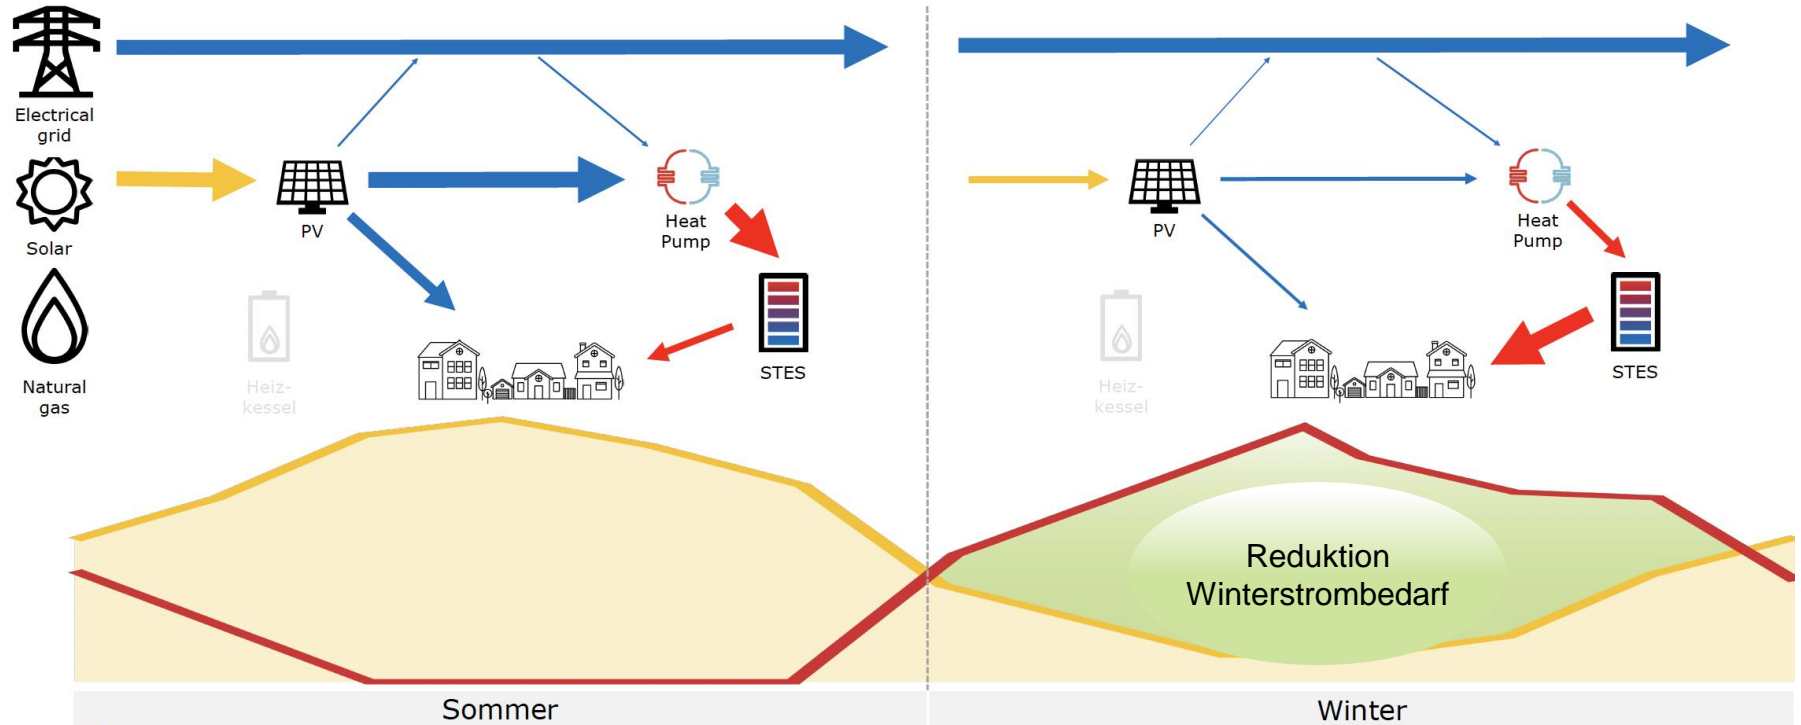 Electrical
grid
Solar
Natural
gas
PV
Heat
Pump
Heiz-
kessel
STES
PV
Heat
Pump
Heiz-
kessel
STES
Reduktion
Winterstrombedarf
Sommer
Winter